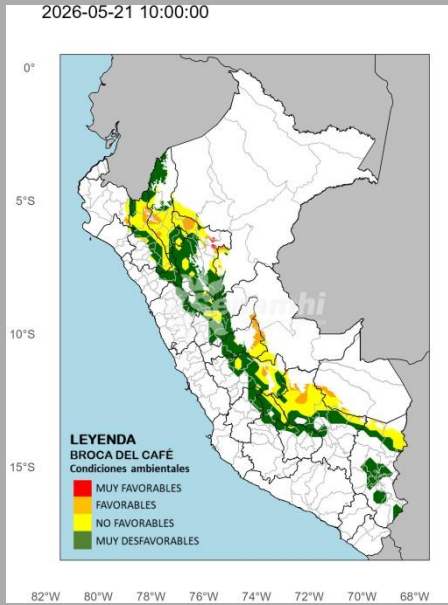 2026-05-21 10:00:00
0°
5°S
10°S
15°S
Senamhi
LEYENDA
BROCA DEL CAFÉ
Condiciones ambientales
MUY FAVORABLES
FAVORABLES
NO FAVORABLES
MUY DESFAVORABLES
82°W 80°W 78°W 76°W 74°W 72°W 70°W 68°W